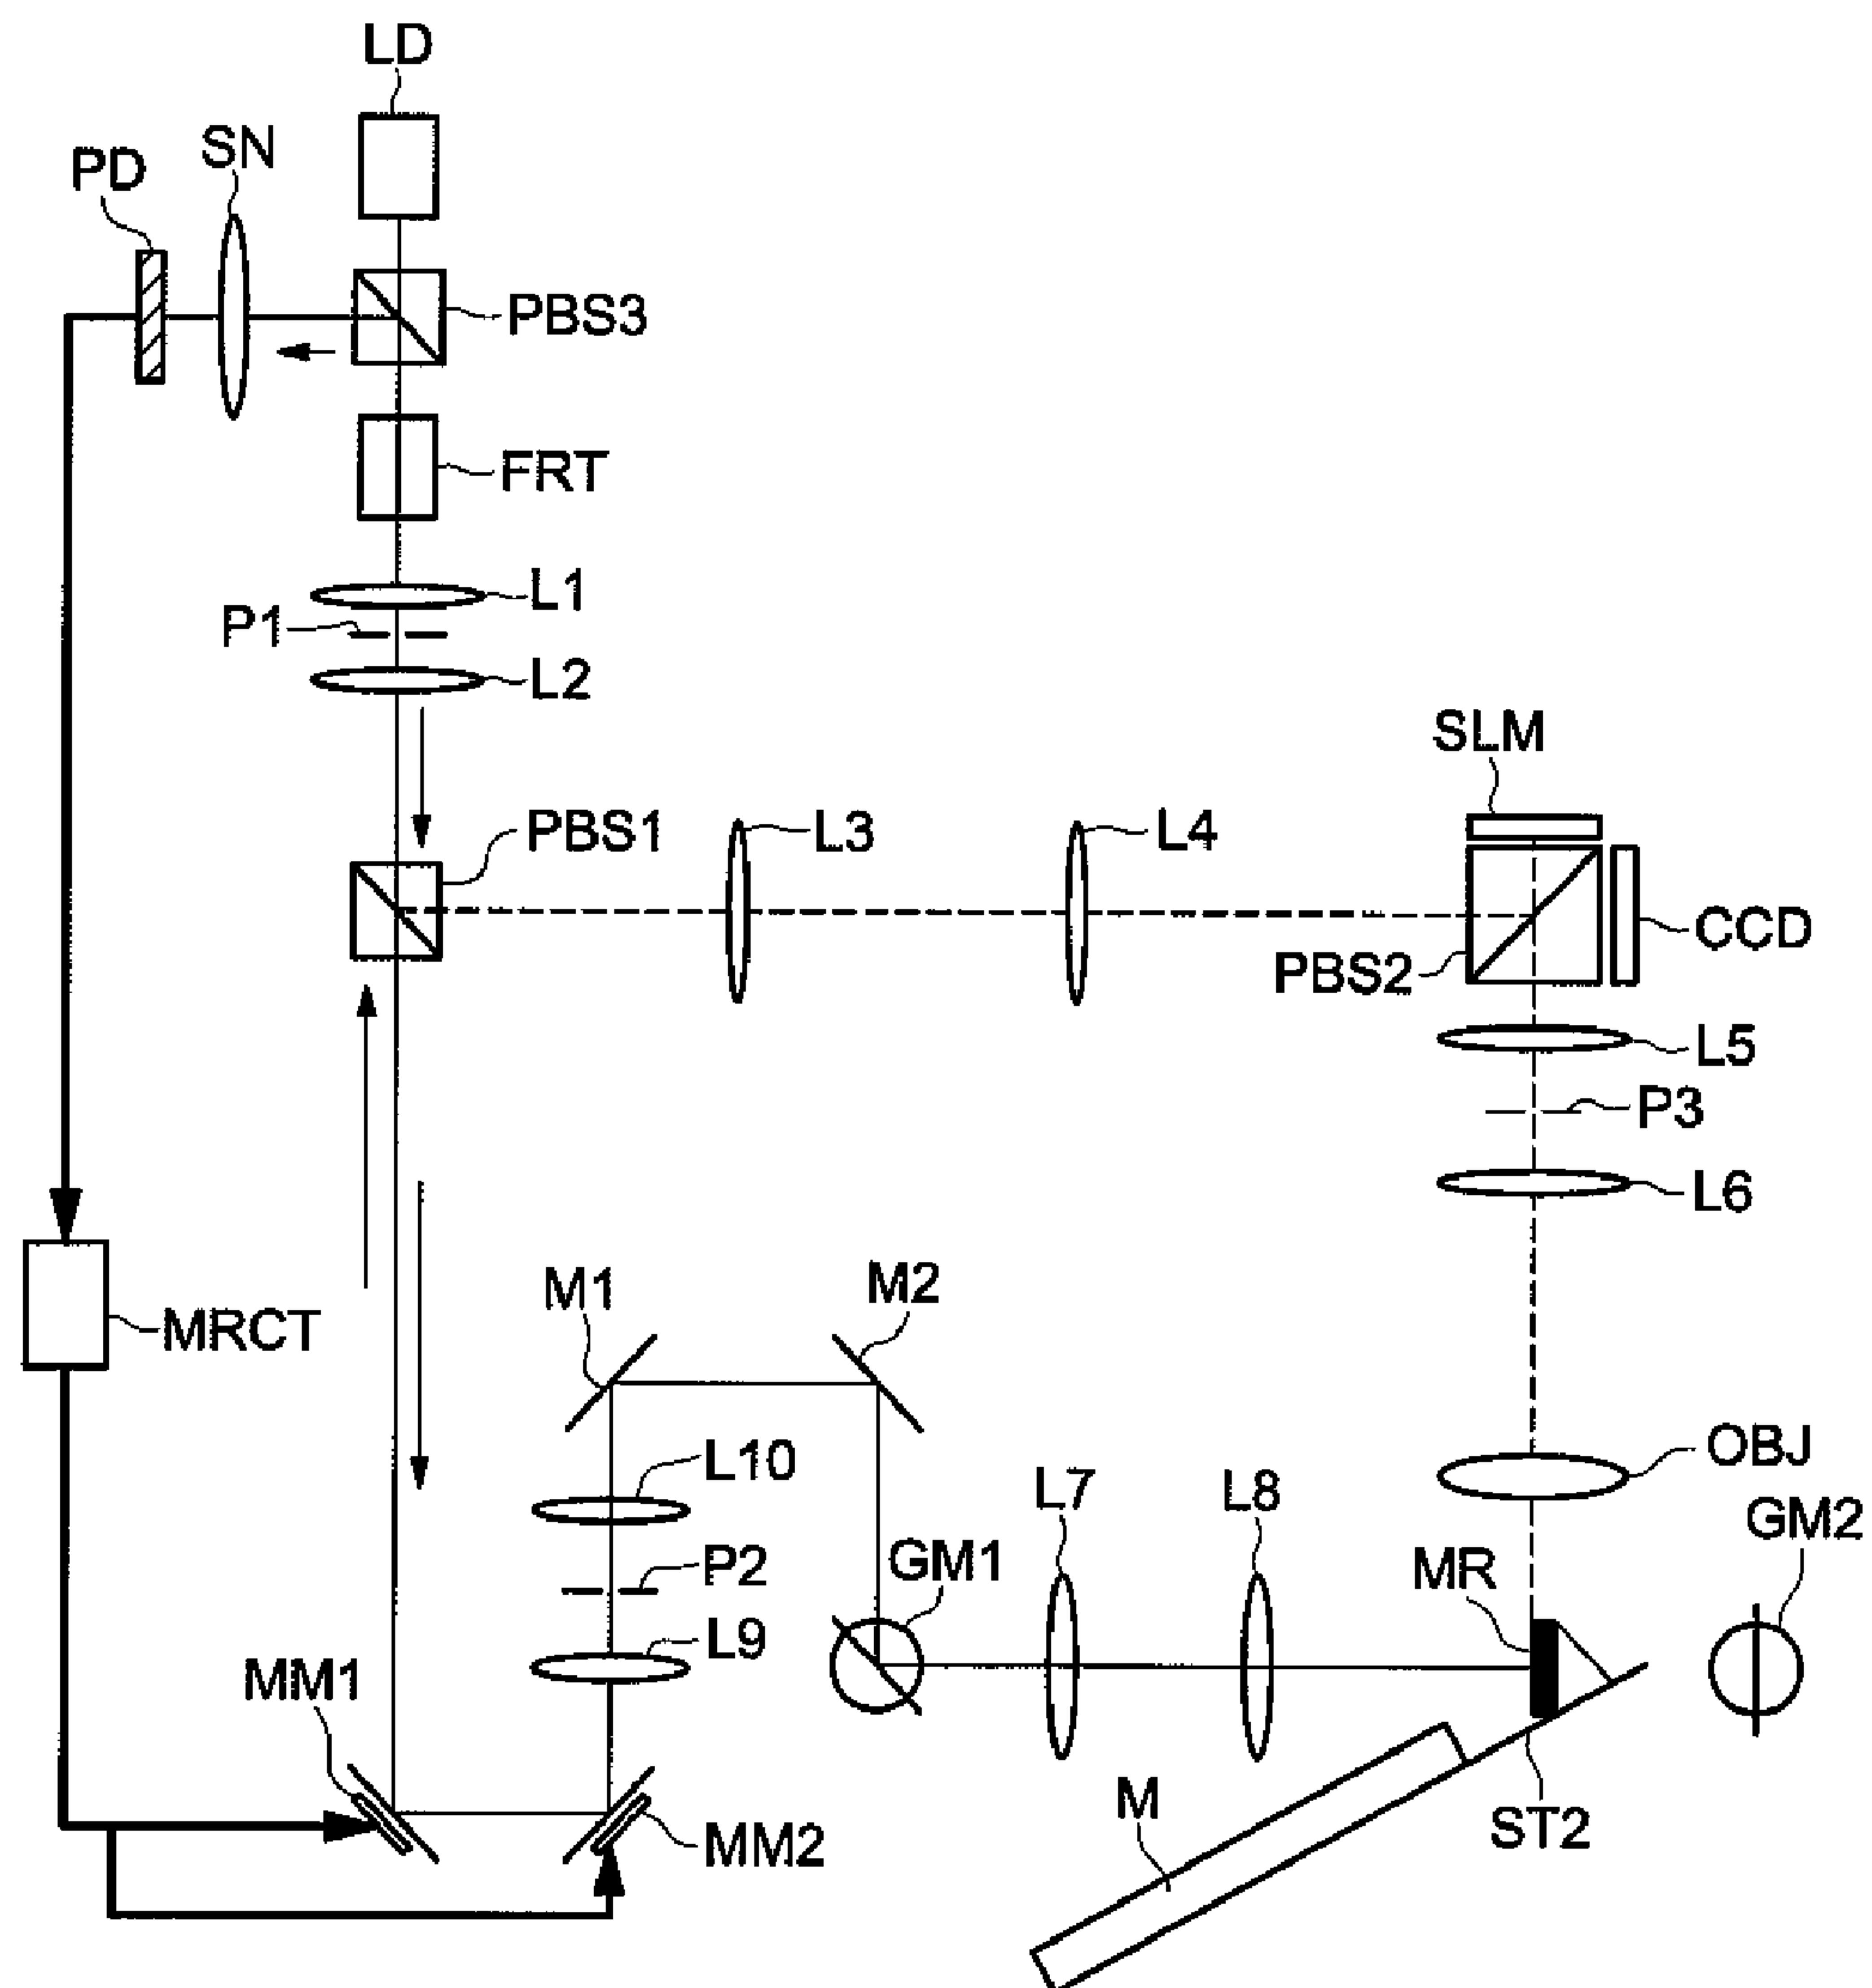 LD
SN
PD
PBS3
FRT
L1
P1
L2
SLM
PBS1
L3
L4
CCD
PBS2
L5
P3
L6
M1
M2
MRCT
OBJ
L10
L7
L8
GM2
P2
GM1
MR
L9
MM1
M
ST2
MM2